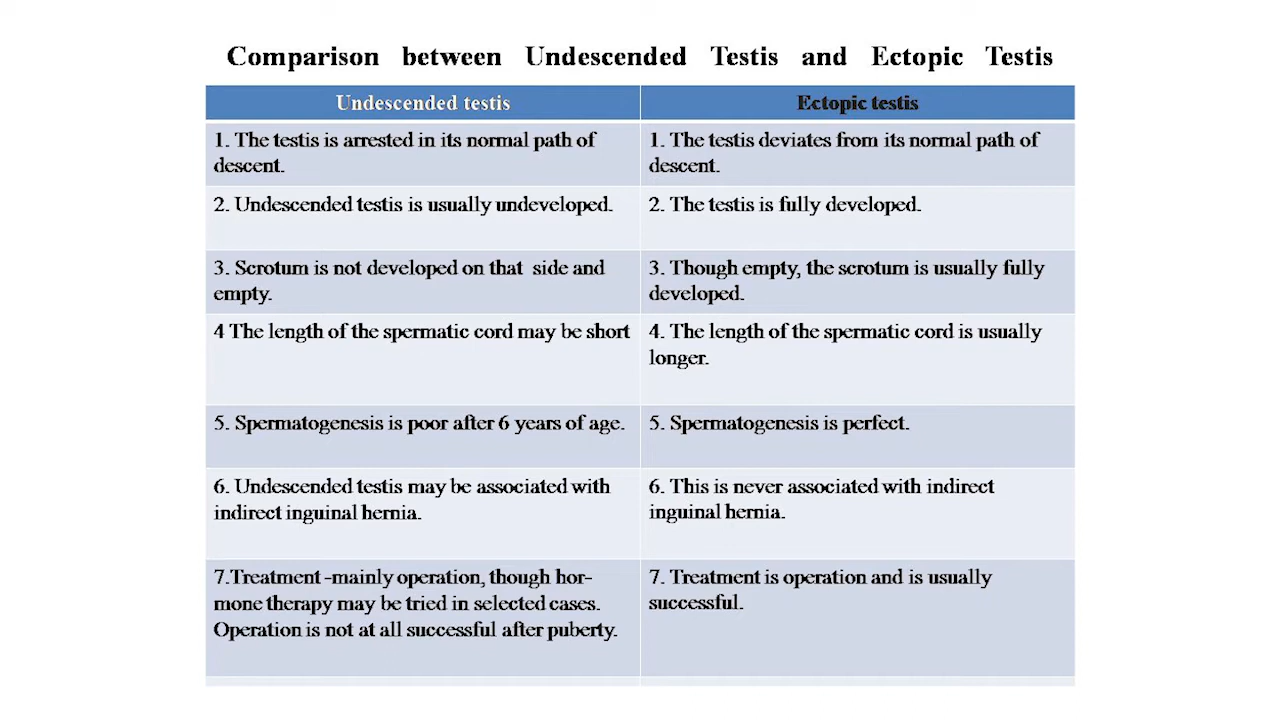 Comparison between Undescended Testis and Ectopic Testis
Undescended testis
Ectopic testis
1. The testis is arrested in its normal path of
descent.
1. The testis deviates from its normal path of
descent.
2. Undescended testis is usually undeveloped.
2. The testis is fully developed.
3. Scrotum is not developed on that side and
empty.
3. Though empty, the scrotum is usually fully
developed.
4 The length of the spermatic cord may be short
4. The length of the spermatic cord is usually
longer.
5. Spermatogenesis is poor after 6 years of age.
5. Spermatogenesis is perfect.
6. Undescended testis may be associated with
indirect inguinal hernia.
6. This is never associated with indirect
inguinal hernia.
7.Treatment -mainly operation, though hor-
mone therapy may be tried in selected cases.
Operation is not at all successful after puberty.
7. Treatment is operation and is usually
successful.